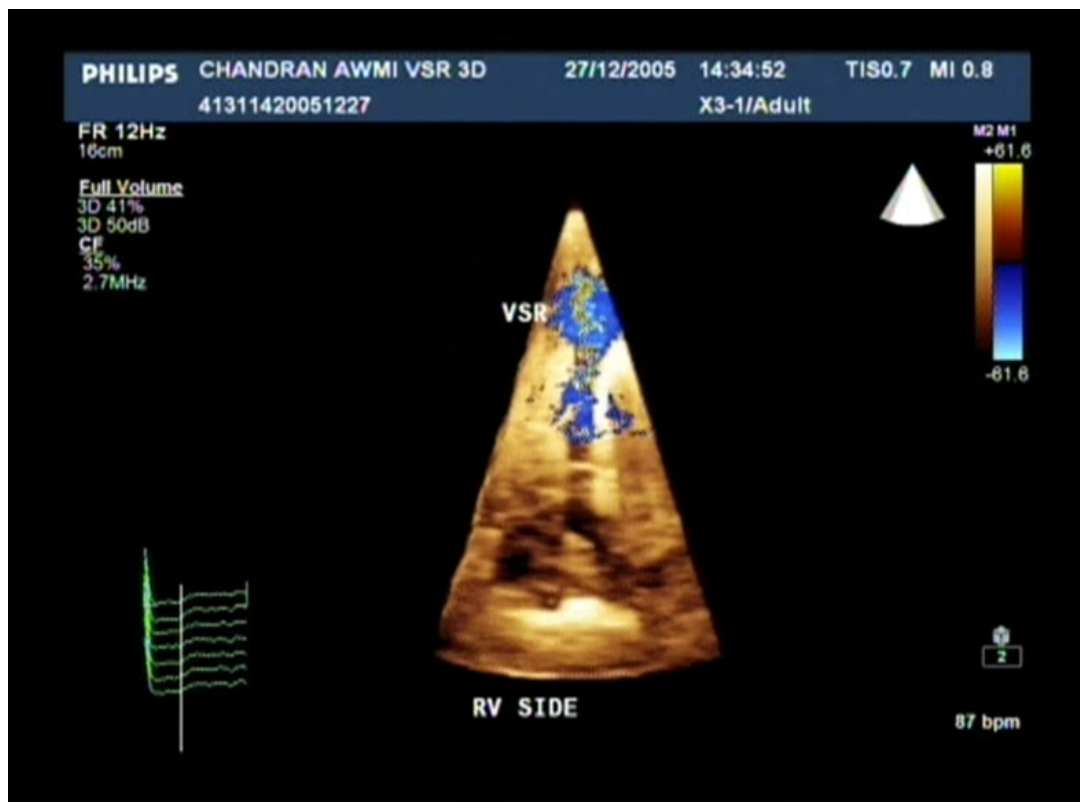 PHILIPS CHANDRAN AWMI VSR 3D 27/12/2005 14:34:52 TIS0.7 MI 0.8
41311420051227 X3-1/Adult
FR 12Hz
16cm
M2 M1
+61.6
Full Volume
3D 41%
3D 50dB
CF
35%
2.7MHz
VSR
-61.6
2
RV SIDE
87 bpm